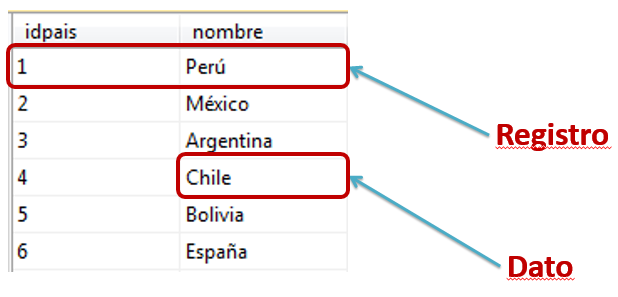 idpais nombre
1 Perú
2 México
Registro
3 Argentina
4 Chile
5 Bolivia
6 España
Dato